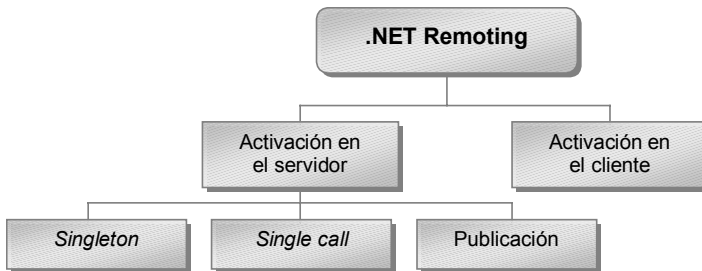 .NET Remoting
Activación en
el servidor
Activación en
el cliente
Singleton
Single call
Publicación